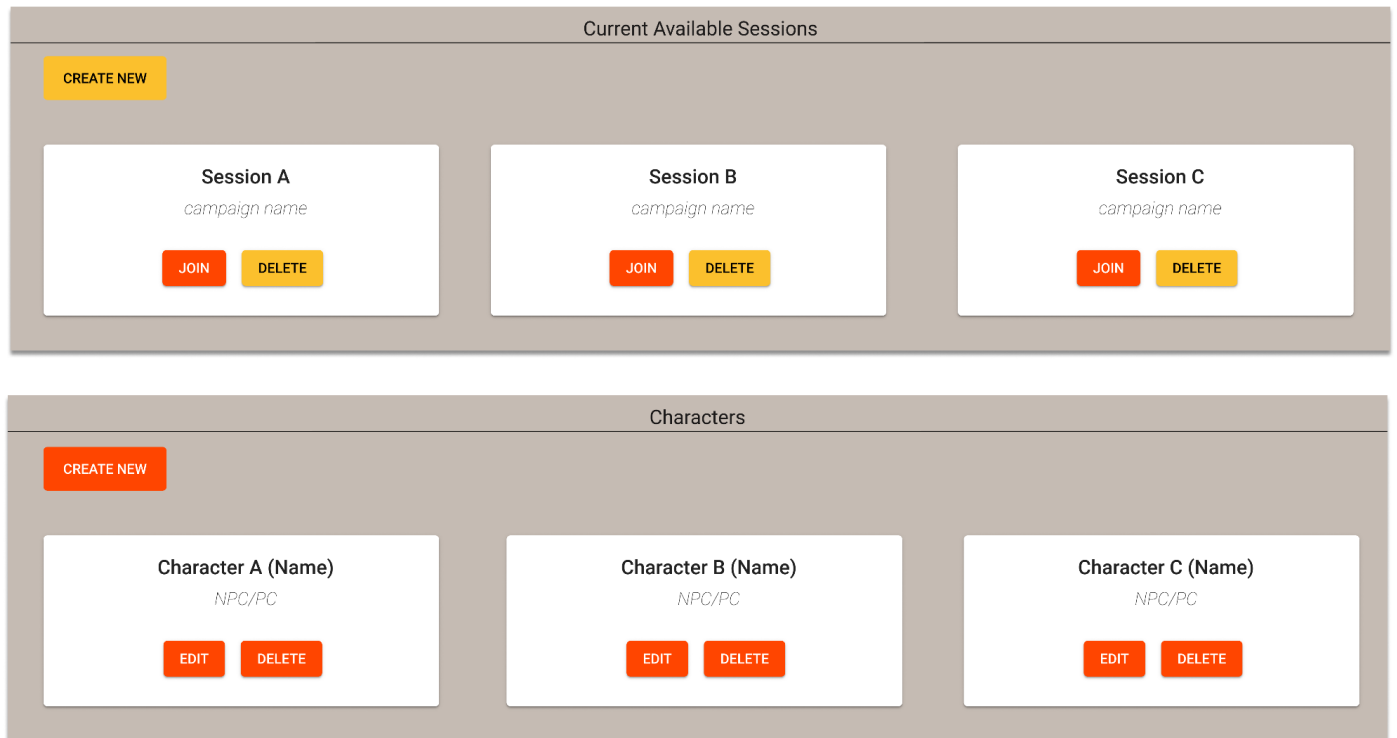 Current Available Sessions
CREATE NEW
Session A Session B Session C
campaign name campaign name campaign name
JOIN DELETE JOIN DELETE JOIN DELETE
Characters
CREATE NEW
Character A (Name) Character B (Name) Character C (Name)
NPC/PC NPC/PC NPC/PC
EDIT DELETE EDIT DELETE EDIT DELETE